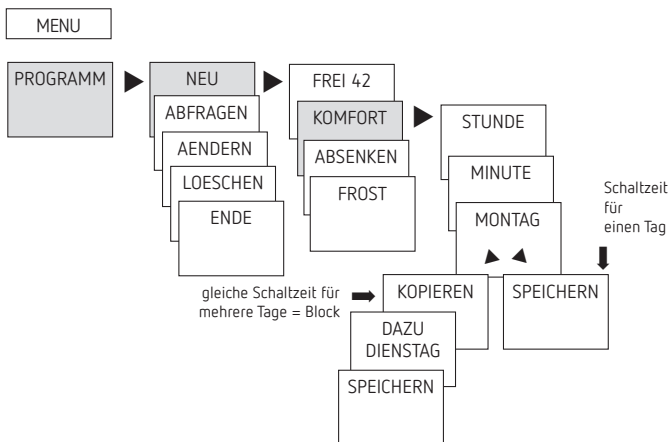 MENU
PROGRAMM
NEU
ABFRAGEN
AENDERN
LOESCHEN
ENDE
FREI 42
KOMFORT
ABSENKEN
FROST
STUNDE
MINUTE
MONTAG
Schaltzeit
für
einen Tag
gleiche Schaltzeit für
mehrere Tage = Block
KOPIEREN
DAZU
DIENSTAG
SPEICHERN
SPEICHERN